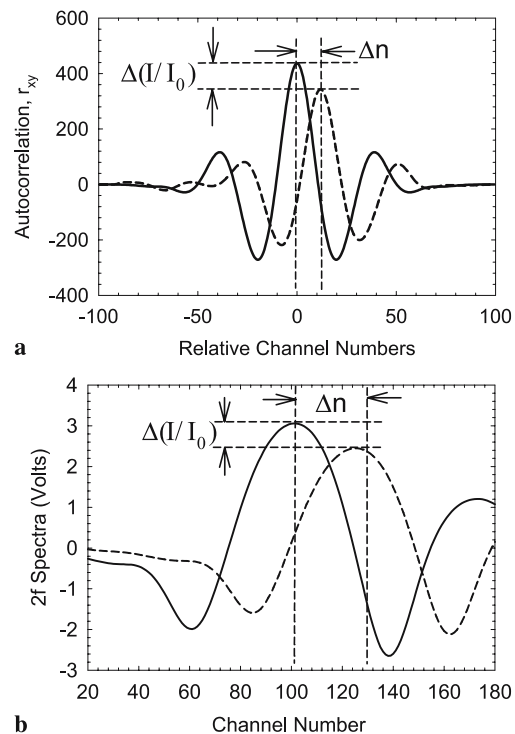 600
400
200
0
-200
-400
Autocorrelation, r_xy
Δ(I/I₀)
Δn
-100 -50 0 50 100
Relative Channel Numbers
a
4
3
2
1
0
-1
-2
-3
2f Spectra (Volts)
Δ(I/I₀)
Δn
20 40 60 80 100 120 140 160 180
Channel Number
b